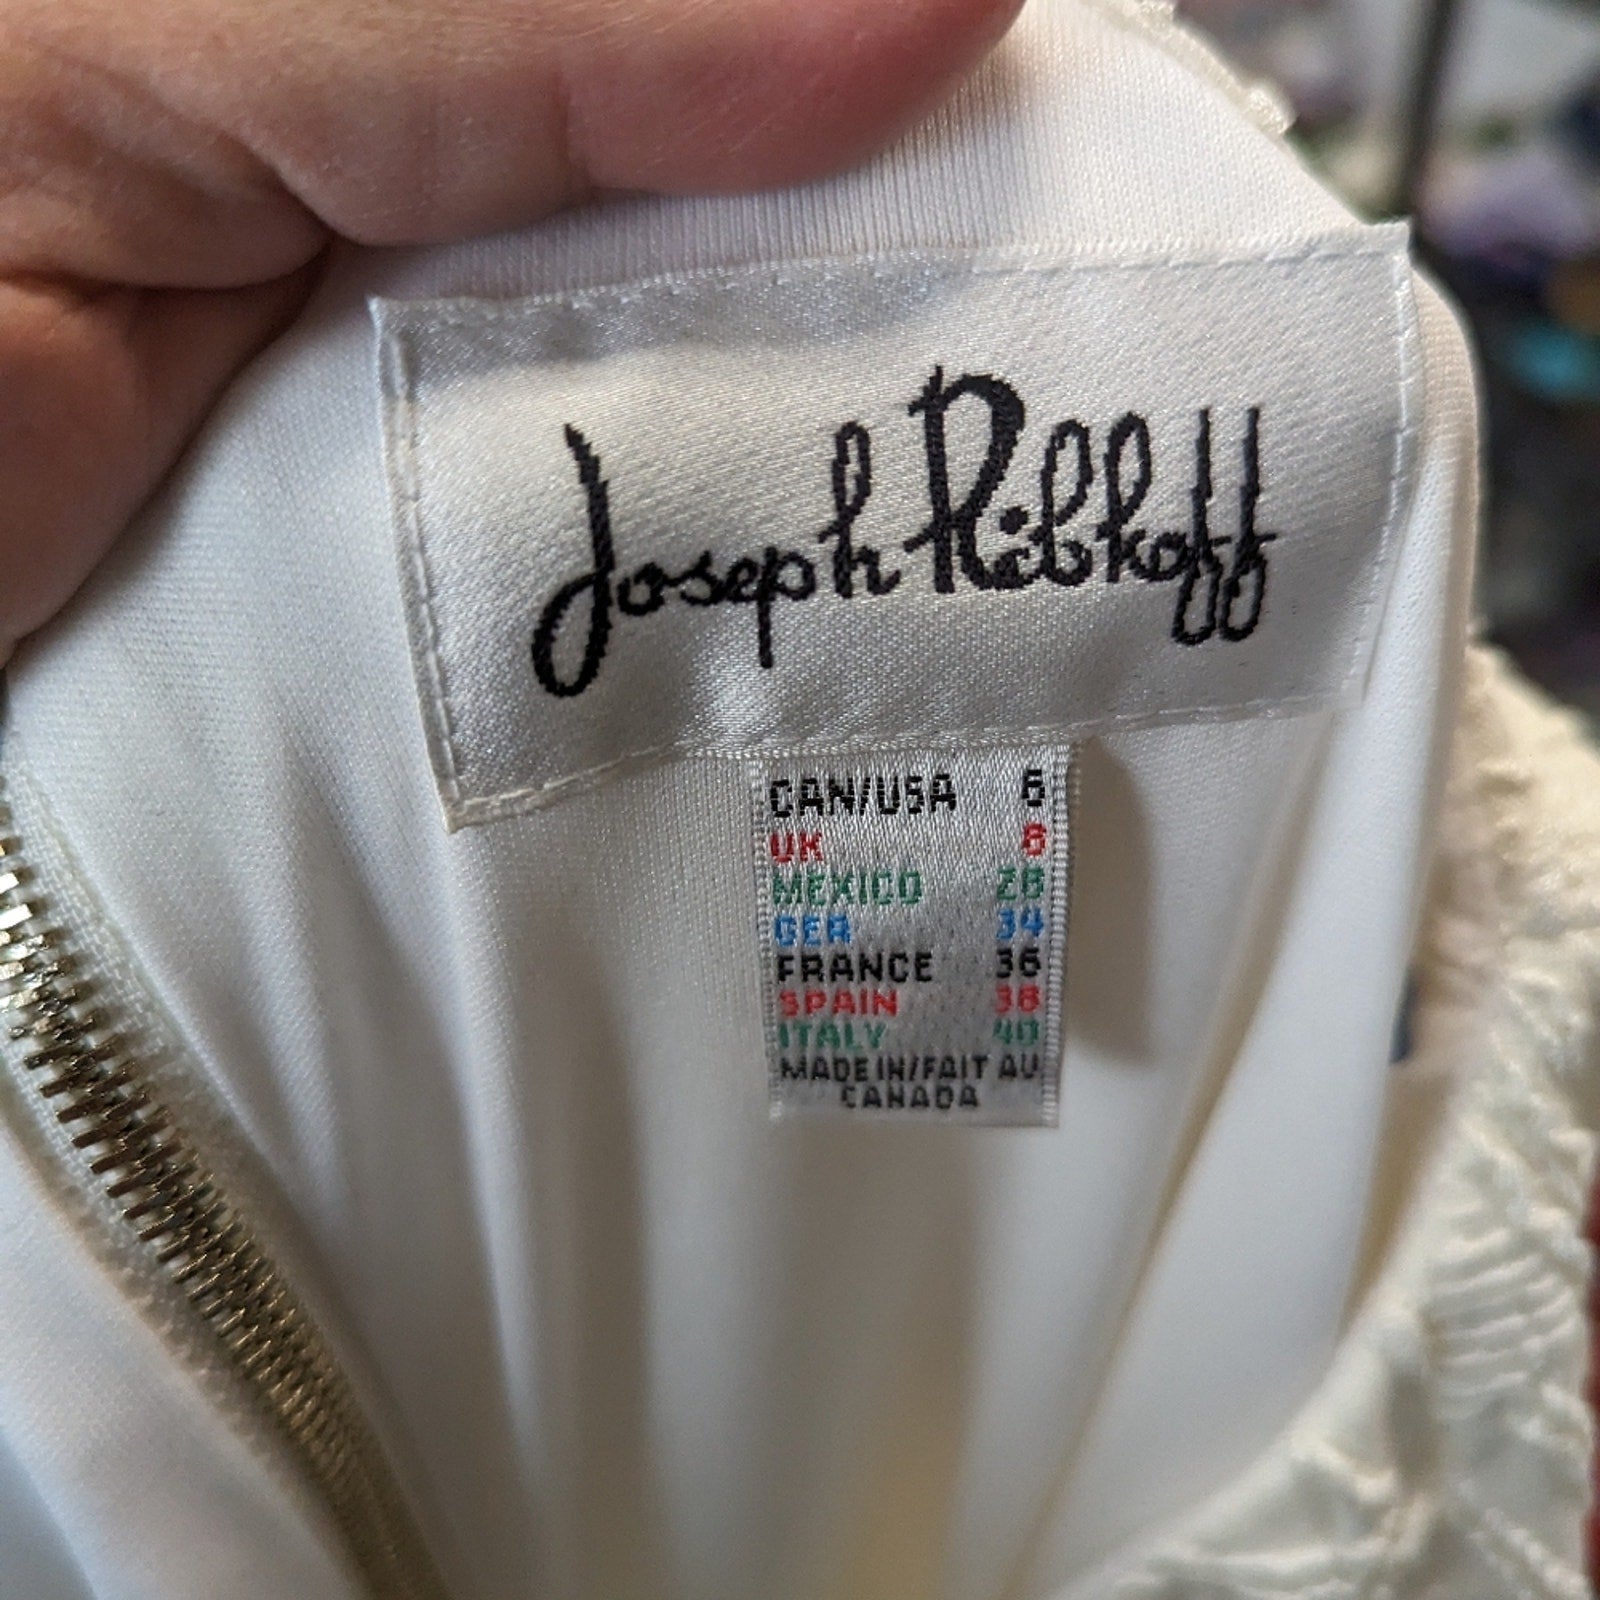 Joseph Ribkoff
CAN/USA 6
UK 8
MEXICO 28
GER 34
FRANCE 36
SPAIN 38
ITALY 40
MADE IN/FAIT AU
CANADA